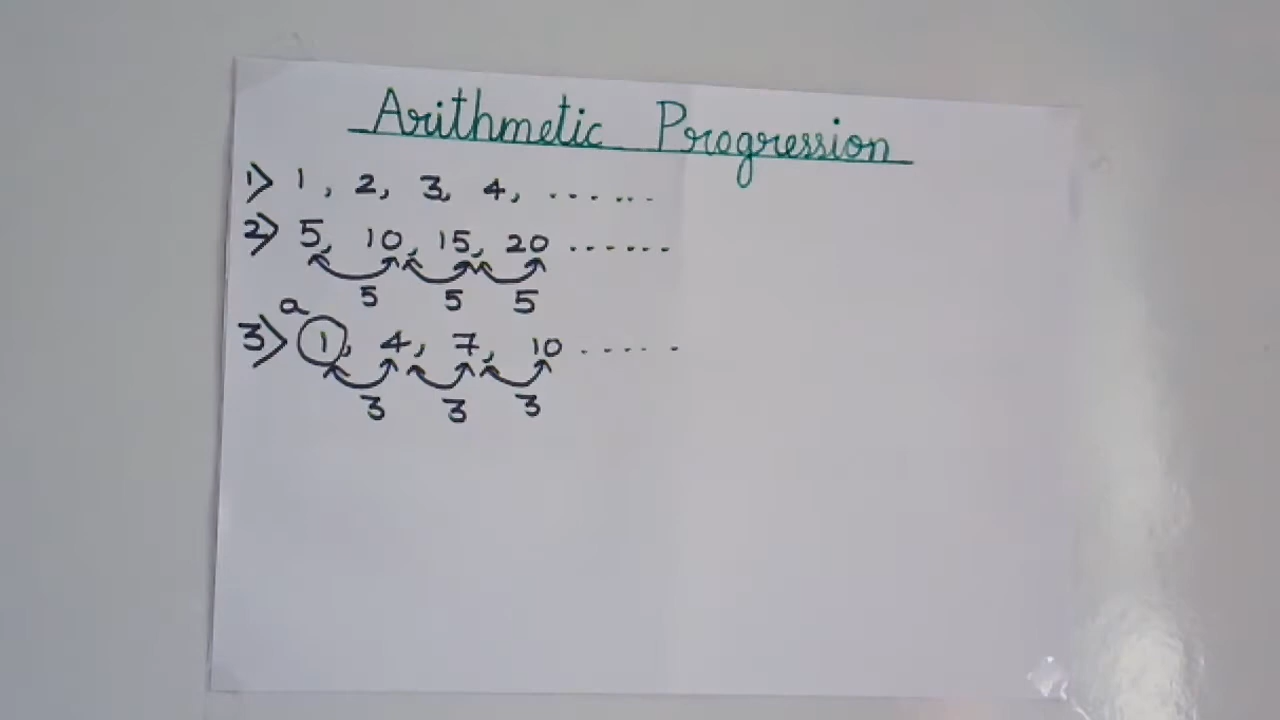 Arithmetic Progression
1> 1, 2, 3, 4, .......
2> 5, 10, 15, 20 .......
5 5 5
a
3> 1, 4, 7, 10 .....
3 3 3